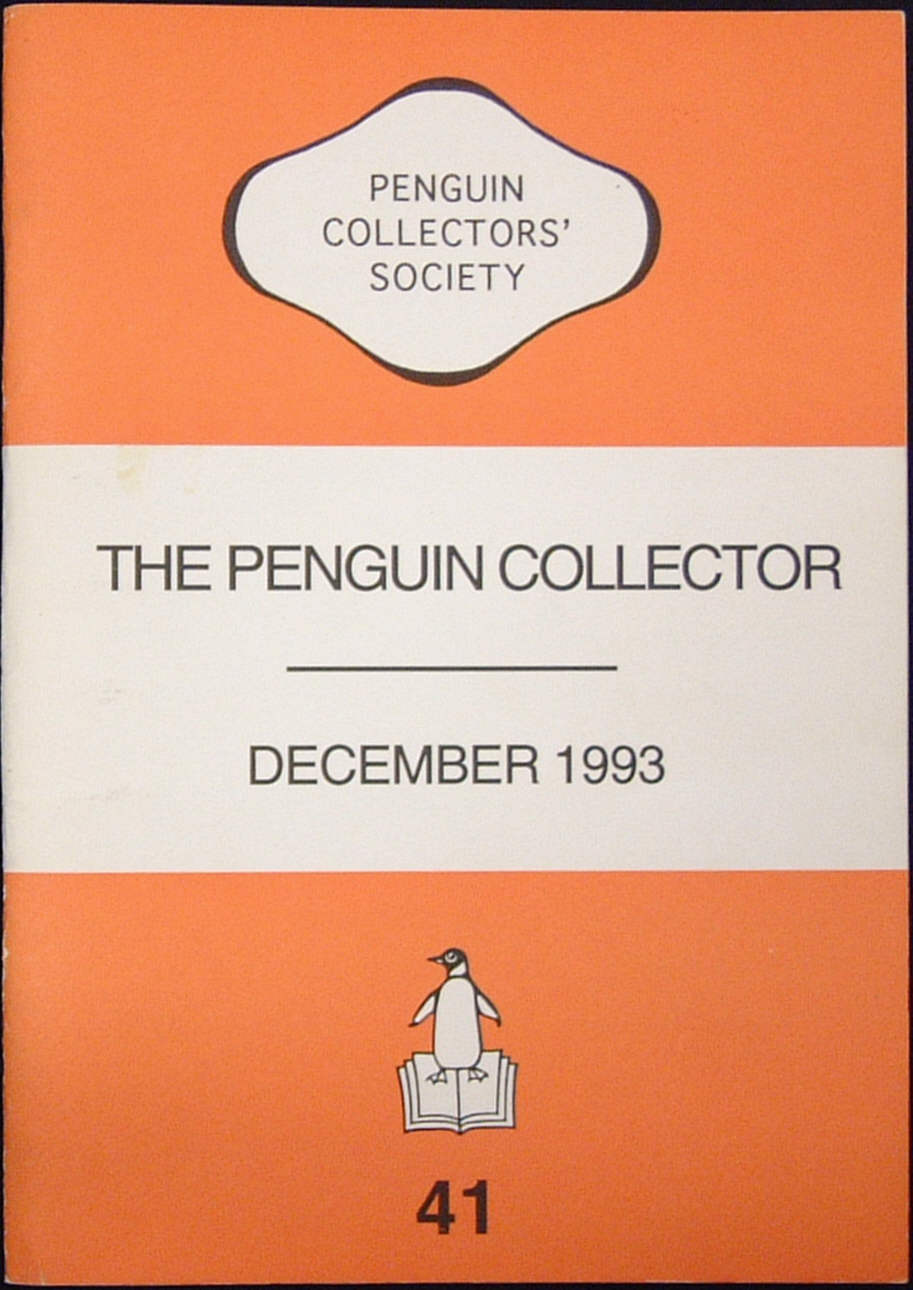 PENGUIN
COLLECTORS'
SOCIETY
THE PENGUIN COLLECTOR
DECEMBER 1993
41